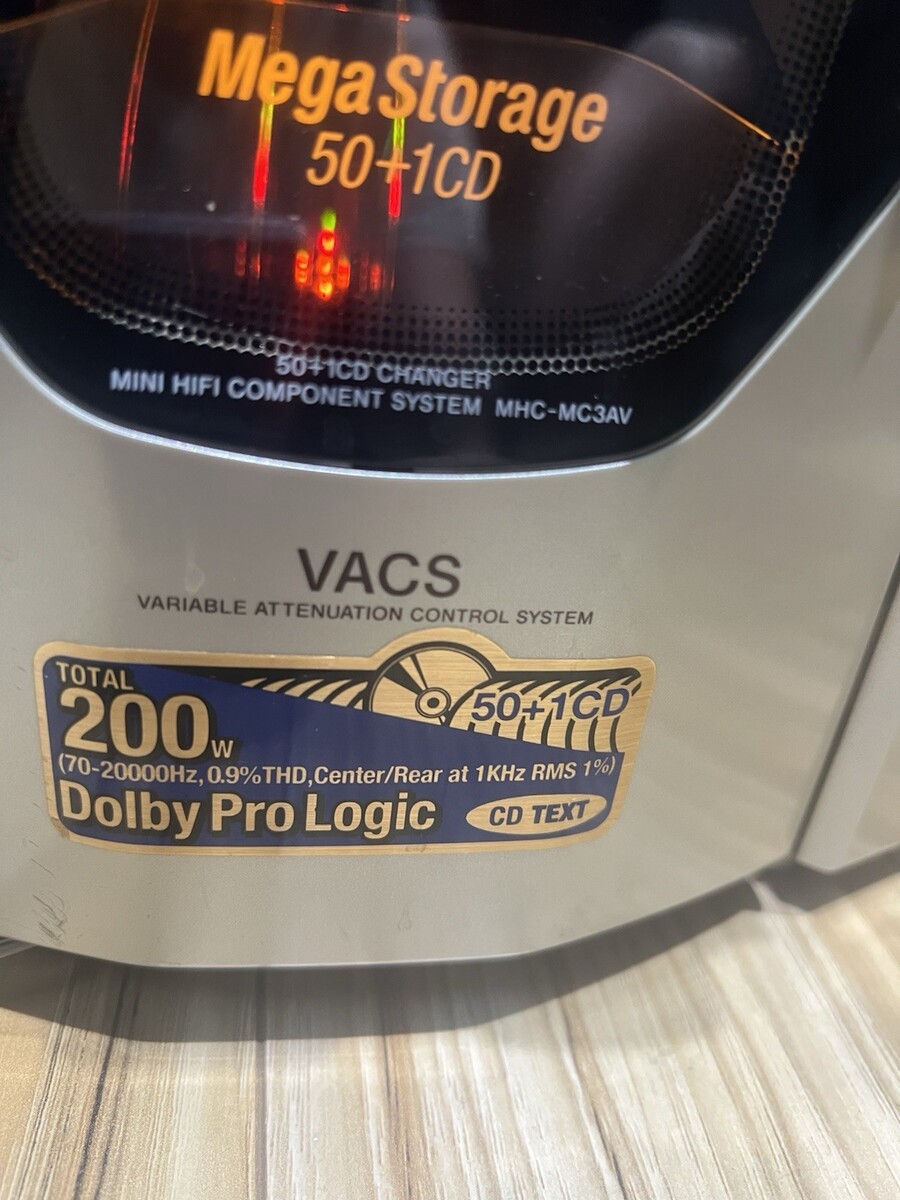 MegaStorage
50+1CD
50+1CD CHANGER
MINI HIFI COMPONENT SYSTEM MHC-MC3AV
VACS
VARIABLE ATTENUATION CONTROL SYSTEM
TOTAL
200W
50+1CD
(70-20000Hz, 0.9%THD,Center/Rear at 1KHz RMS 1%)
Dolby Pro Logic
CD TEXT